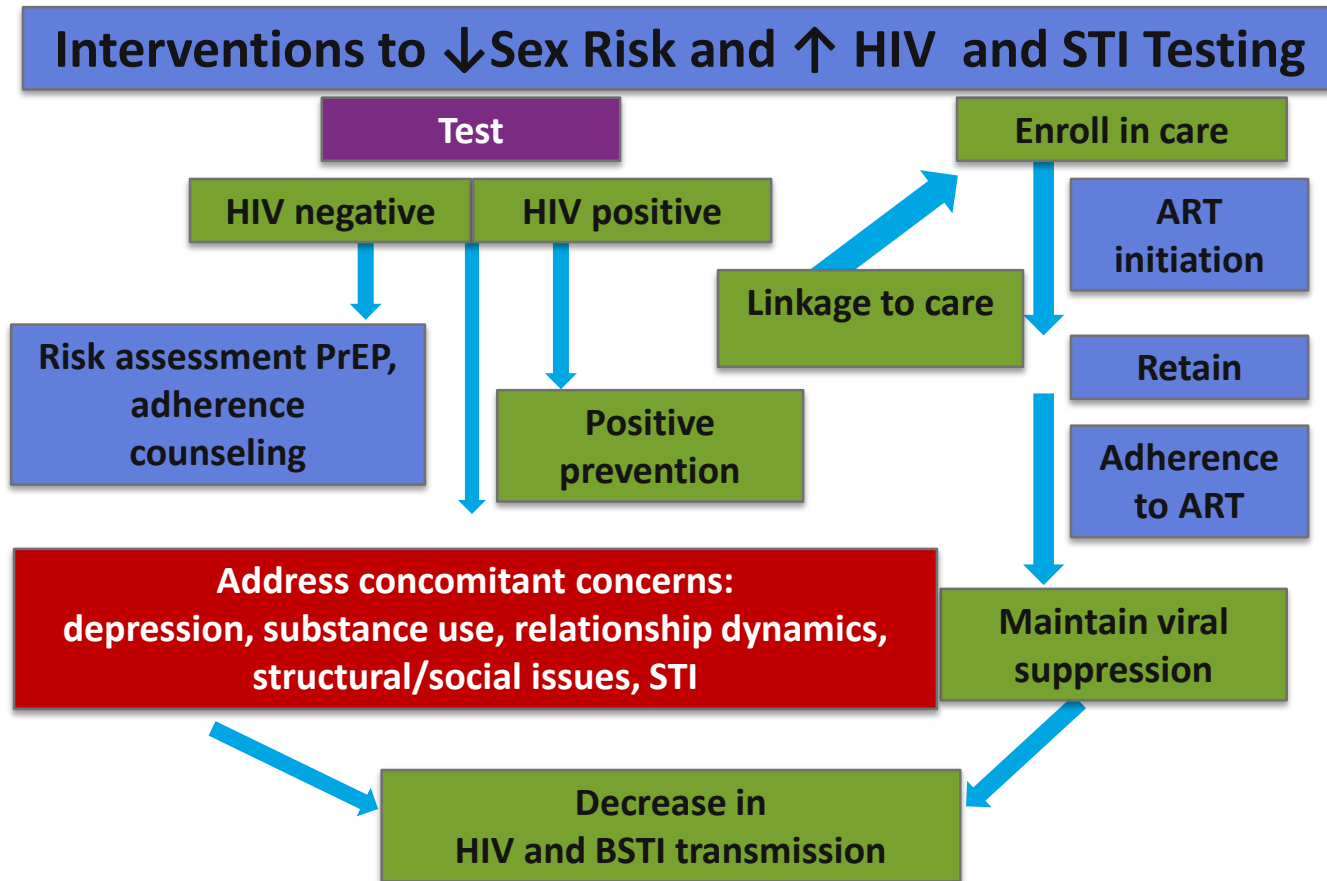 Interventions to ↓Sex Risk and ↑ HIV and STI Testing
Test
HIV negative
HIV positive
Risk assessment PrEP,
adherence
counseling
Positive
prevention
Linkage to care
Enroll in care
ART
initiation
Retain
Adherence
to ART
Address concomitant concerns:
depression, substance use, relationship dynamics,
structural/social issues, STI
Maintain viral
suppression
Decrease in
HIV and BSTI transmission